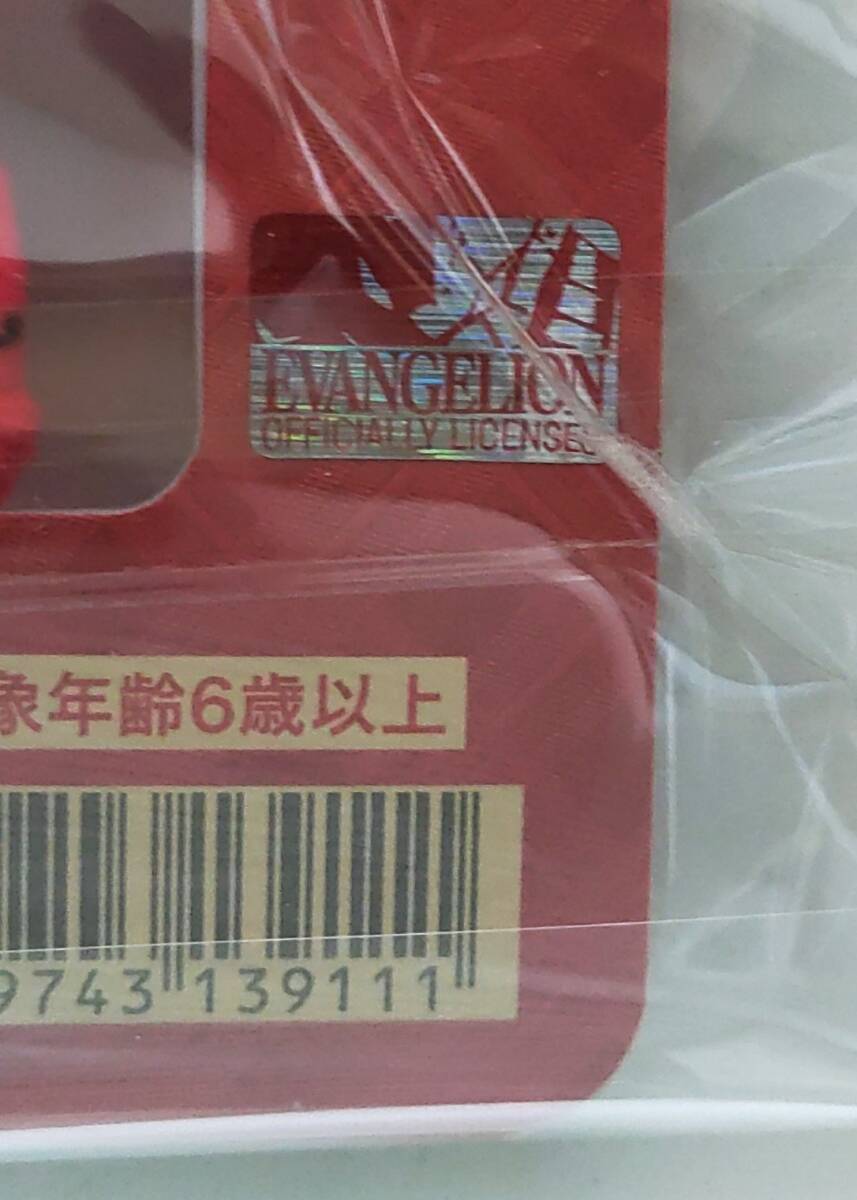 EVANGELION
OFFICIALLY LICENSED
象年齢6歳以上
9743 139111